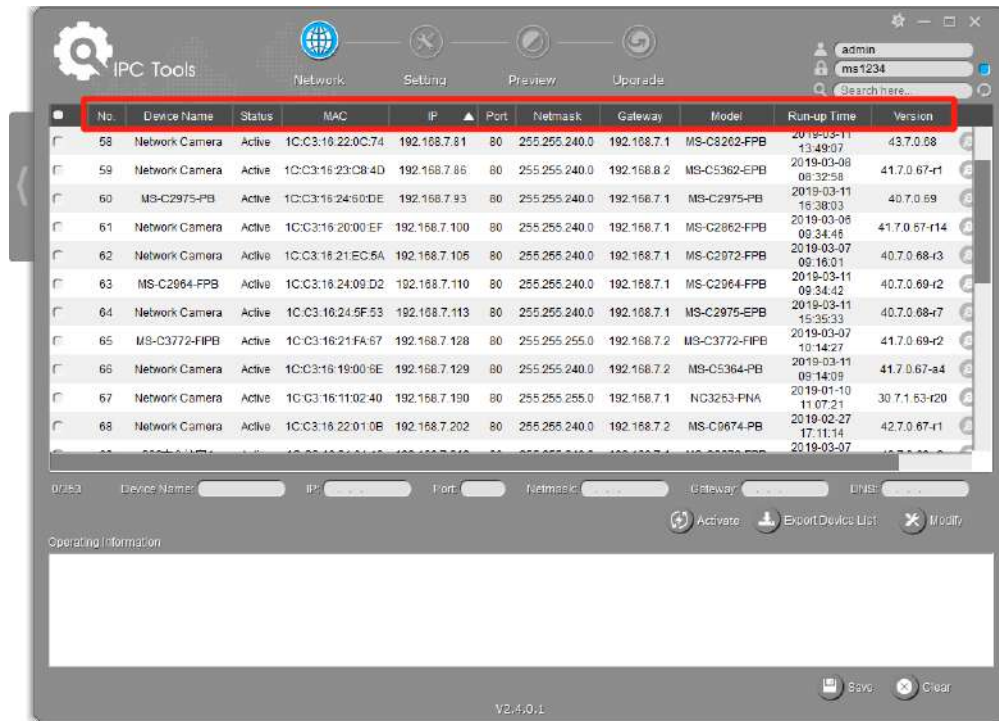 IPC Tools
Network Setting Preview Upgrade
admin
ms1234
Search here...
No. Device Name Status MAC IP Port Netmask Gateway Model Run-up Time Version
58 Network Camera Active 1C:C3:16:22:0C:74 192.168.7.81 80 255.255.240.0 192.168.7.1 MS-C8262-FPB 2019-03-11 13:49:07 43.7.0.68
59 Network Camera Active 1C:C3:16:23:C8:4D 192.168.7.86 80 255.255.240.0 192.168.8.2 MS-C5362-EPB 2019-03-08 08:32:58 41.7.0.67-r1
60 MS-C2975-PB Active 1C:C3:16:24:60:DE 192.168.7.93 80 255.255.240.0 192.168.7.1 MS-C2975-PB 2019-03-11 16:38:03 40.7.0.69
61 Network Camera Active 1C:C3:16:20:00:EF 192.168.7.100 80 255.255.240.0 192.168.7.1 MS-C2862-FPB 2019-03-06 09:34:46 41.7.0.67-r14
62 Network Camera Active 1C:C3:16:21:EC:5A 192.168.7.105 80 255.255.240.0 192.168.7.1 MS-C2972-FPB 2019-03-07 09:16:01 40.7.0.68-r3
63 MS-C2964-FPB Active 1C:C3:16:24:09:D2 192.168.7.110 80 255.255.240.0 192.168.7.1 MS-C2964-FPB 2019-03-11 09:34:42 40.7.0.69-r2
64 Network Camera Active 1C:C3:16:24:5F:53 192.168.7.113 80 255.255.240.0 192.168.7.1 MS-C2975-EPB 2019-03-11 15:35:33 40.7.0.68-r7
65 MS-C3772-FIPB Active 1C:C3:16:21:FA:67 192.168.7.128 80 255.255.255.0 192.168.7.2 MS-C3772-FIPB 2019-03-07 10:14:27 41.7.0.69-r2
66 Network Camera Active 1C:C3:16:19:00:6E 192.168.7.129 80 255.255.240.0 192.168.7.2 MS-C5364-PB 2019-03-11 09:14:09 41.7.0.67-a4
67 Network Camera Active 1C:C3:16:11:02:40 192.168.7.190 80 255.255.255.0 192.168.7.1 NC3263-PNA 2019-01-10 11:07:21 30.7.1.63-r20
68 Network Camera Active 1C:C3:16:22:01:0B 192.168.7.202 80 255.255.240.0 192.168.7.2 MS-C9674-PB 2019-02-27 17:11:14 42.7.0.67-r1
2019-03-07
0/353 Device Name: IP: Port: Netmask: Gateway: DNS:
Activate Export Device List Modify
Operating Information
Save Clear
V2.4.0.1